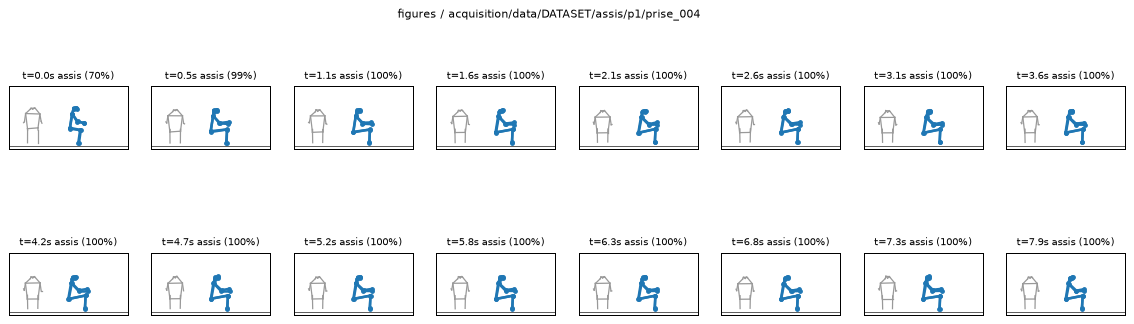 figures / acquisition/data/DATASET/assis/p1/prise_004
t=0.0s assis (70%) t=0.5s assis (99%) t=1.1s assis (100%) t=1.6s assis (100%) t=2.1s assis (100%) t=2.6s assis (100%) t=3.1s assis (100%) t=3.6s assis (100%)
t=4.2s assis (100%) t=4.7s assis (100%) t=5.2s assis (100%) t=5.8s assis (100%) t=6.3s assis (100%) t=6.8s assis (100%) t=7.3s assis (100%) t=7.9s assis (100%)